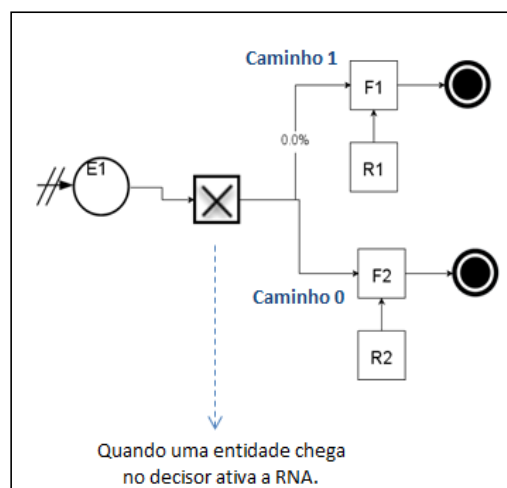 Caminho 1
F1
0.0%
R1
E1
F2
Caminho 0
R2
Quando uma entidade chega
no decisor ativa a RNA.